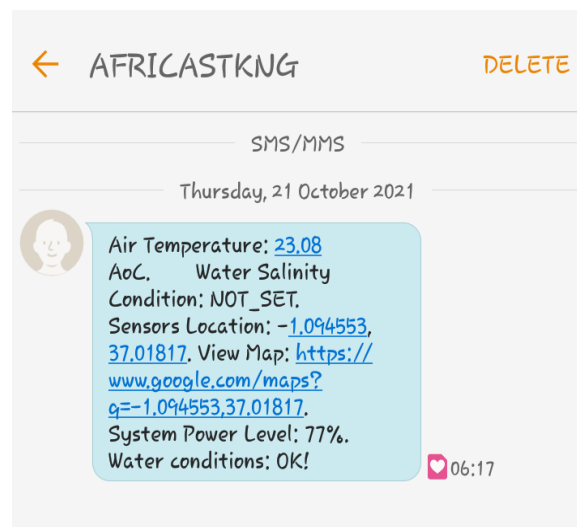 AFRICASTKNG
DELETE
SMS/MMS
Thursday, 21 October 2021
Air Temperature: 23.08
AoC. Water Salinity
Condition: NOT_SET.
Sensors Location: -1.094553,
37.01817. View Map: https://
www.google.com/maps?
q=-1.094553,37.01817.
System Power Level: 77%.
Water conditions: OK!
06:17